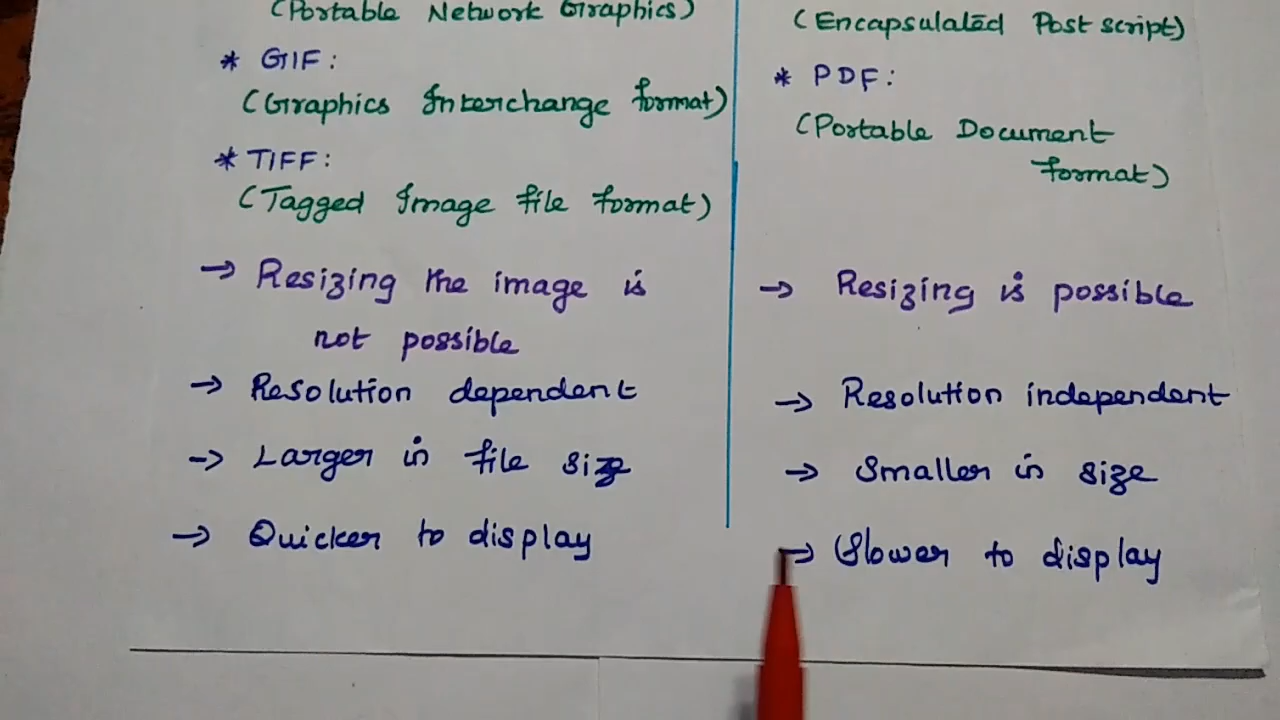 (Portable Network Graphics)
* GIF:
(Graphics Interchange format)
* TIFF:
(Tagged Image file format)
→ Resizing the image is
not possible
→ Resolution dependent
→ Larger in file size
→ Quicker to display
(Encapsulated Post script)
* PDF:
(Portable Document
format)
→ Resizing is possible
→ Resolution independent
→ Smaller in size
→ Slower to display